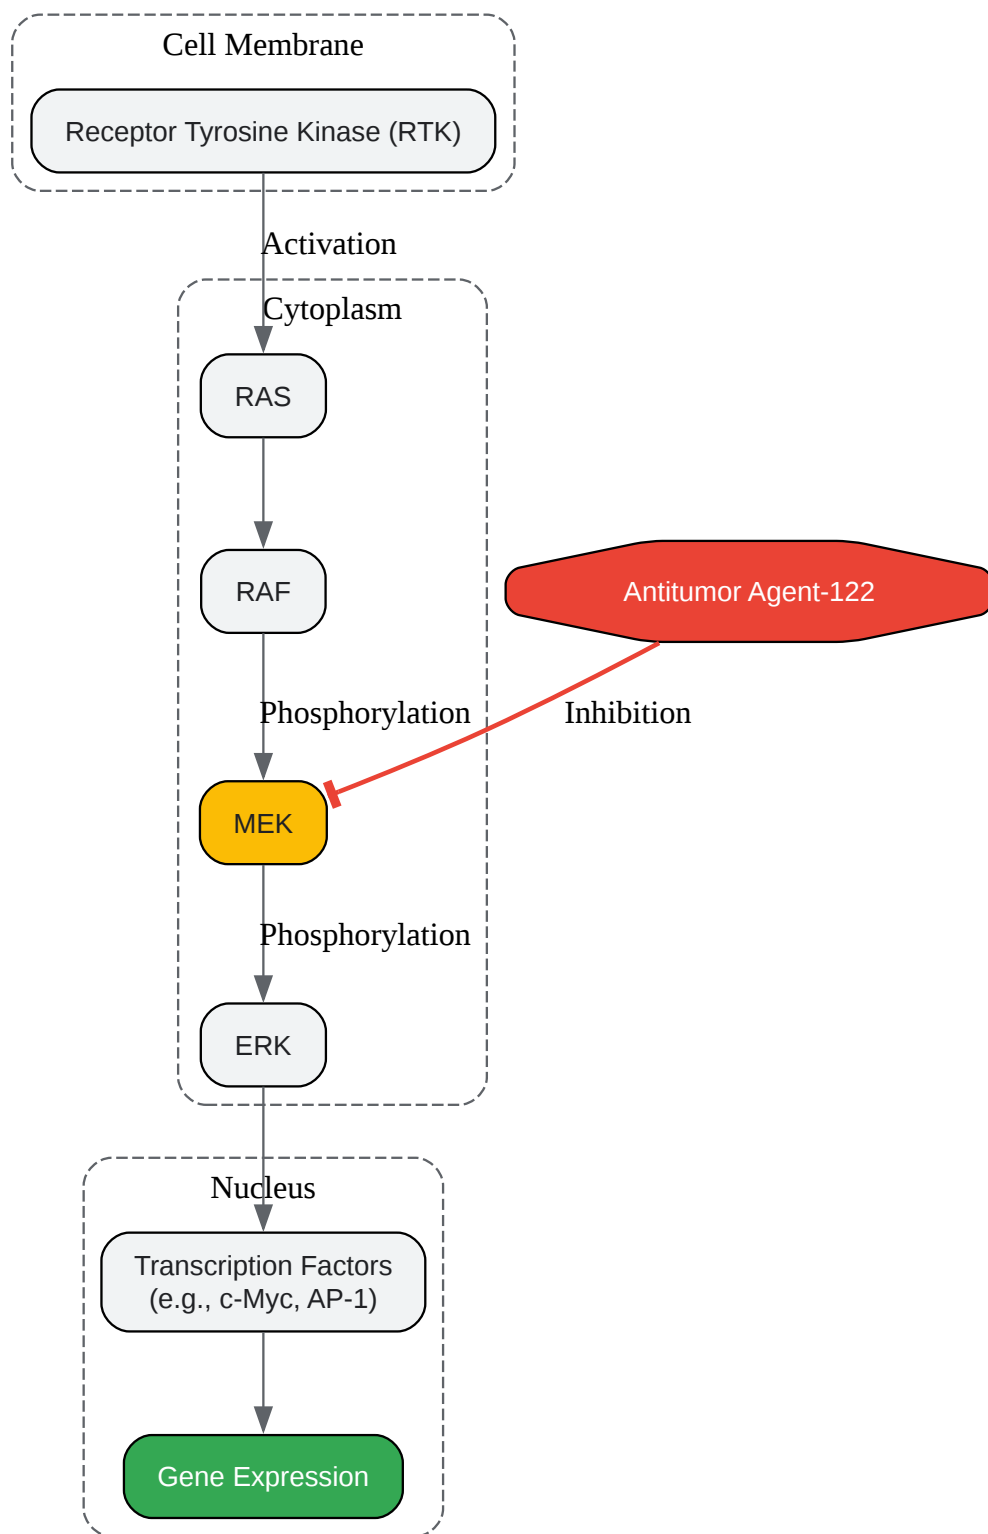 Cell Membrane
Receptor Tyrosine Kinase (RTK)
Activation
Cytoplasm
RAS
RAF
Antitumor Agent-122
Phosphorylation
Inhibition
MEK
Phosphorylation
ERK
Nucleus
Transcription Factors
(e.g., c-Myc, AP-1)
Gene Expression